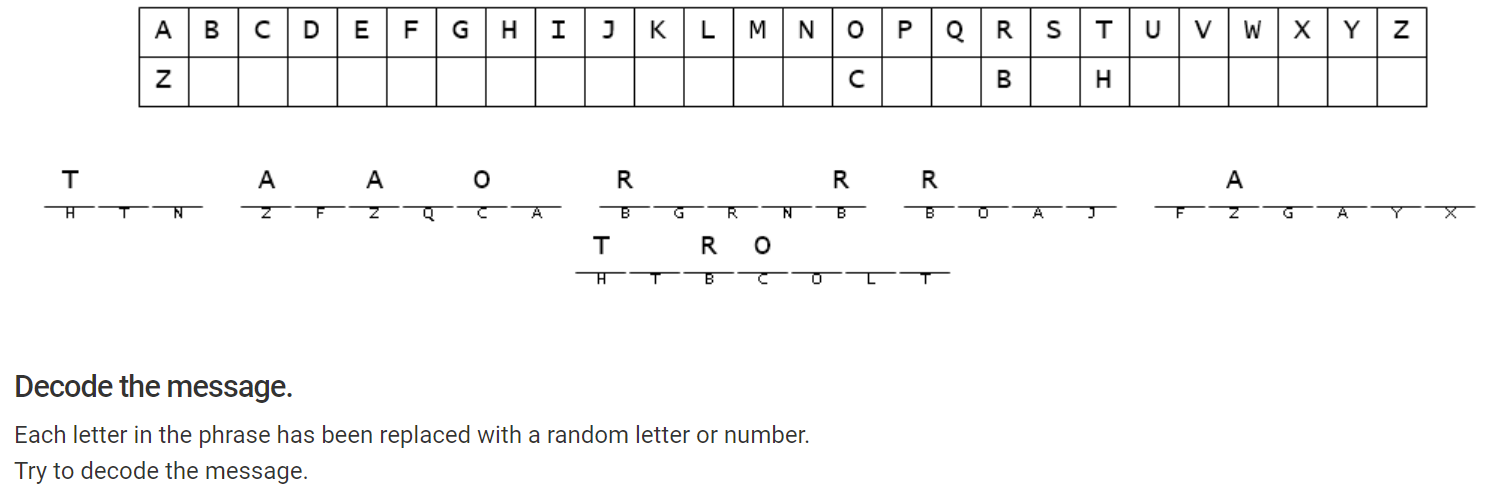 A B C D E F G H I J K L M N O P Q R S T U V W X Y Z
Z C B H
T A A O R R R A
H T N Z F Z Q C A B G R N B B O A J F Z G A Y X
T R O
H T B C O L T
Decode the message.
Each letter in the phrase has been replaced with a random letter or number.
Try to decode the message.